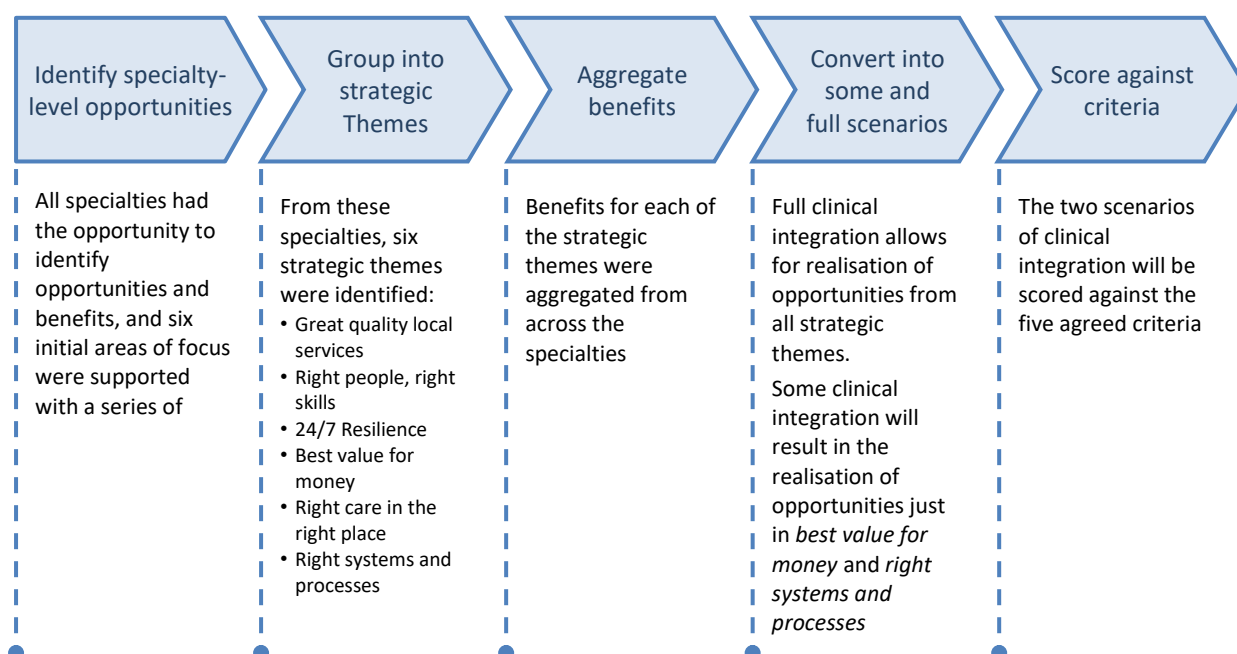 Identify specialty-
level opportunities
Group into
strategic
Themes
Aggregate
benefits
Convert into
some and
full scenarios
Score against
criteria
All specialties had
the opportunity to
identify
opportunities and
benefits, and six
initial areas of focus
were supported
with a series of
From these
specialties, six
strategic themes
were identified:
• Great quality local
services
• Right people, right
skills
• 24/7 Resilience
• Best value for
money
• Right care in the
right place
• Right systems and
processes
Benefits for each of
the strategic
themes were
aggregated from
across the
specialties
Full clinical
integration allows
for realisation of
opportunities from
all strategic
themes.
Some clinical
integration will
result in the
realisation of
opportunities just
in best value for
money and right
systems and
processes
The two scenarios
of clinical
integration will be
scored against the
five agreed criteria